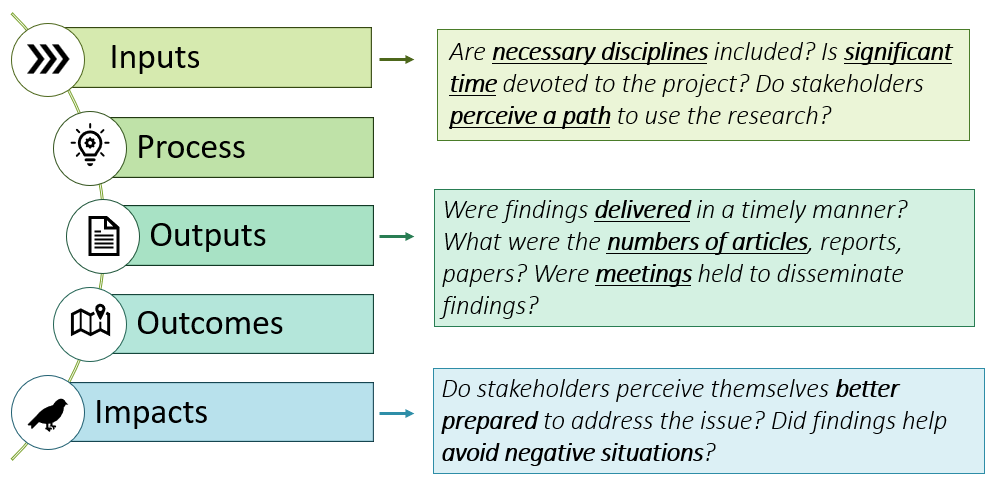 Inputs
Are necessary disciplines included? Is significant
time devoted to the project? Do stakeholders
perceive a path to use the research?
Process
Outputs
Were findings delivered in a timely manner?
What were the numbers of articles, reports,
papers? Were meetings held to disseminate
findings?
Outcomes
Impacts
Do stakeholders perceive themselves better
prepared to address the issue? Did findings help
avoid negative situations?